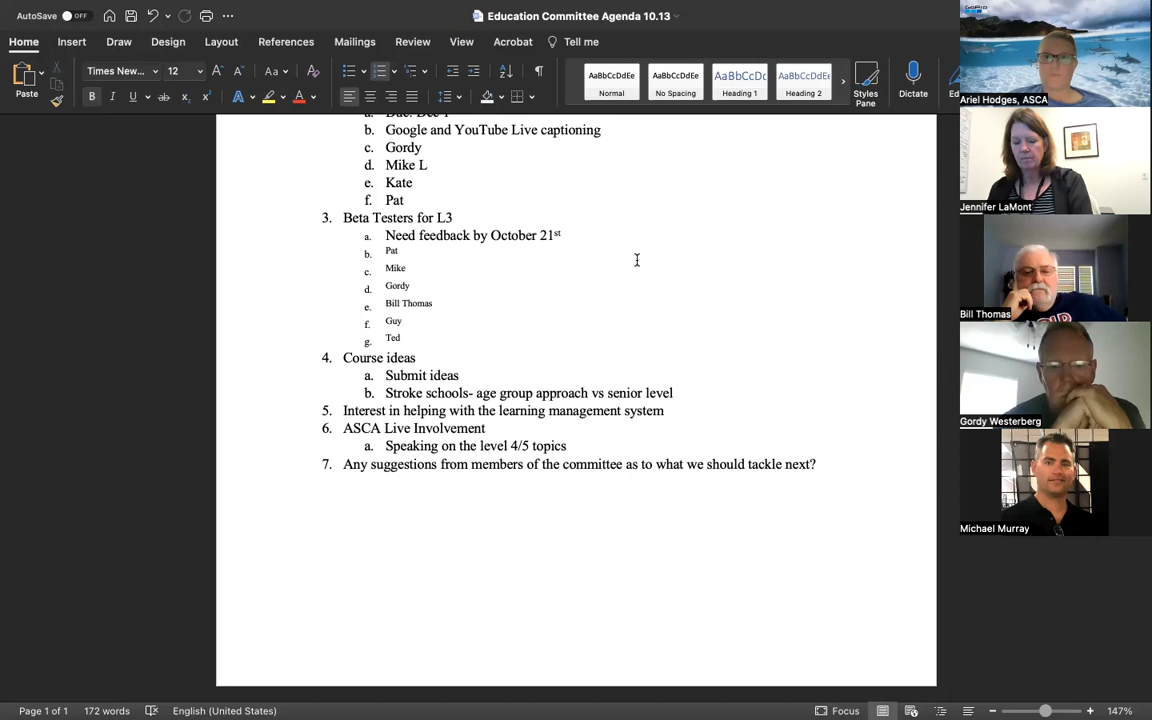 AutoSave OFF
Education Committee Agenda 10.13
Home Insert Draw Design Layout References Mailings Review View Acrobat Tell me
Paste
Times New... 12 Aa
AaBbCcDdEe AaBbCcDdEe AaBbCcDc AaBbCcDdEe
Normal No Spacing Heading 1 Heading 2 Styles Pane Dictate
B I U ab x₂ x² A A
b. Google and YouTube Live captioning
c. Gordy
d. Mike L
e. Kate
f. Pat
3. Beta Testers for L3
a. Need feedback by October 21st
b. Pat
c. Mike
d. Gordy
e. Bill Thomas
f. Guy
g. Ted
4. Course ideas
a. Submit ideas
b. Stroke schools- age group approach vs senior level
5. Interest in helping with the learning management system
6. ASCA Live Involvement
a. Speaking on the level 4/5 topics
7. Any suggestions from members of the committee as to what we should tackle next?
Page 1 of 1 172 words English (United States) Focus 147%
GoPro
Ariel Hodges, ASCA
Jennifer LaMont
Bill Thomas
Gordy Westerberg
Michael Murray